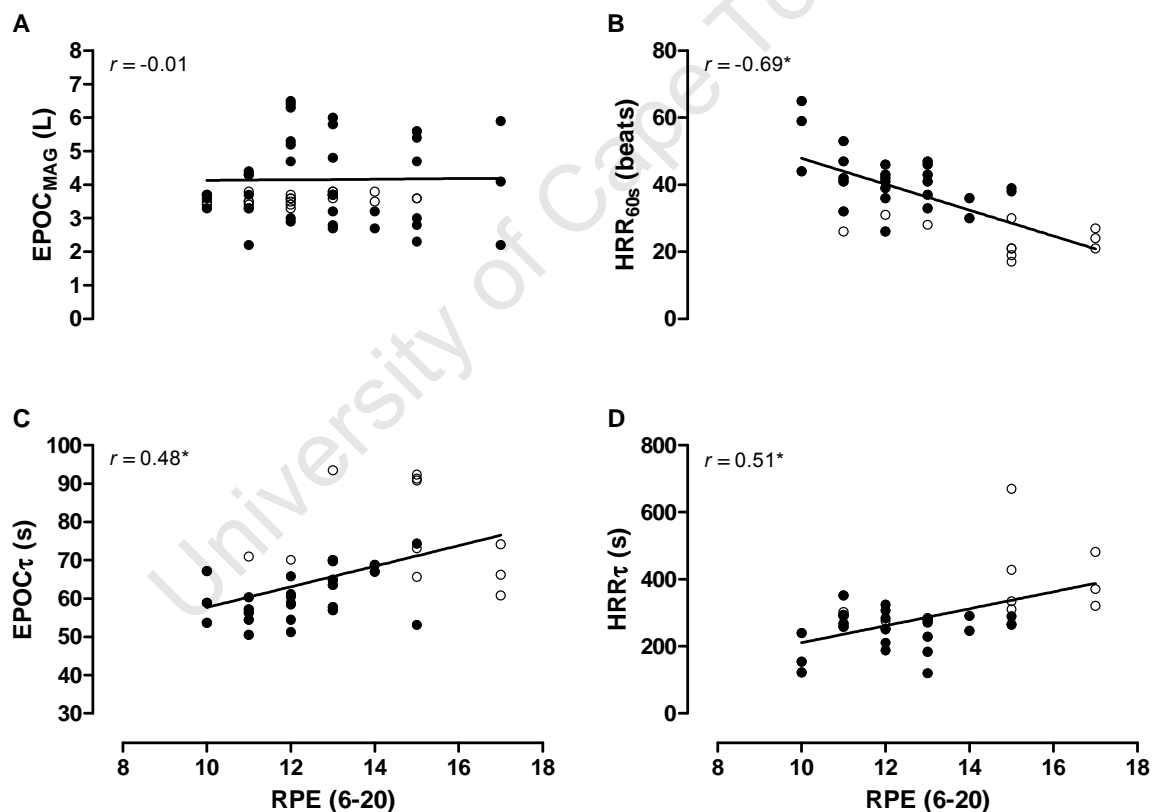 A
B
r = -0.01
r = -0.69*
EPOCMAG (L)
8
7
6
5
4
3
2
1
0
HRR60s (beats)
80
60
40
20
0
C
D
r = 0.48*
r = 0.51*
EPOCτ (s)
100
90
80
70
60
50
40
30
HRRτ (s)
800
600
400
200
0
8 10 12 14 16 18
RPE (6-20)
8 10 12 14 16 18
RPE (6-20)
University of Cape To